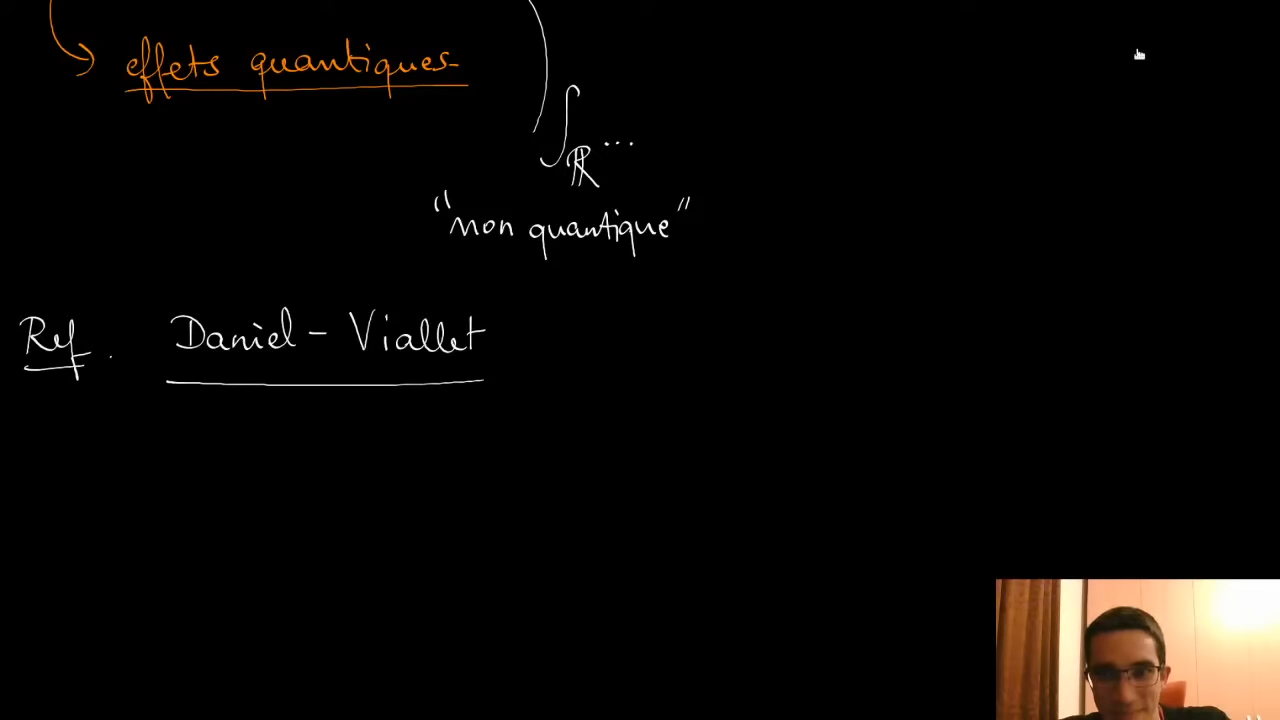 effets quantiques
∫ℝ ...
"non quantique"
Ref. Daniel - Viallet